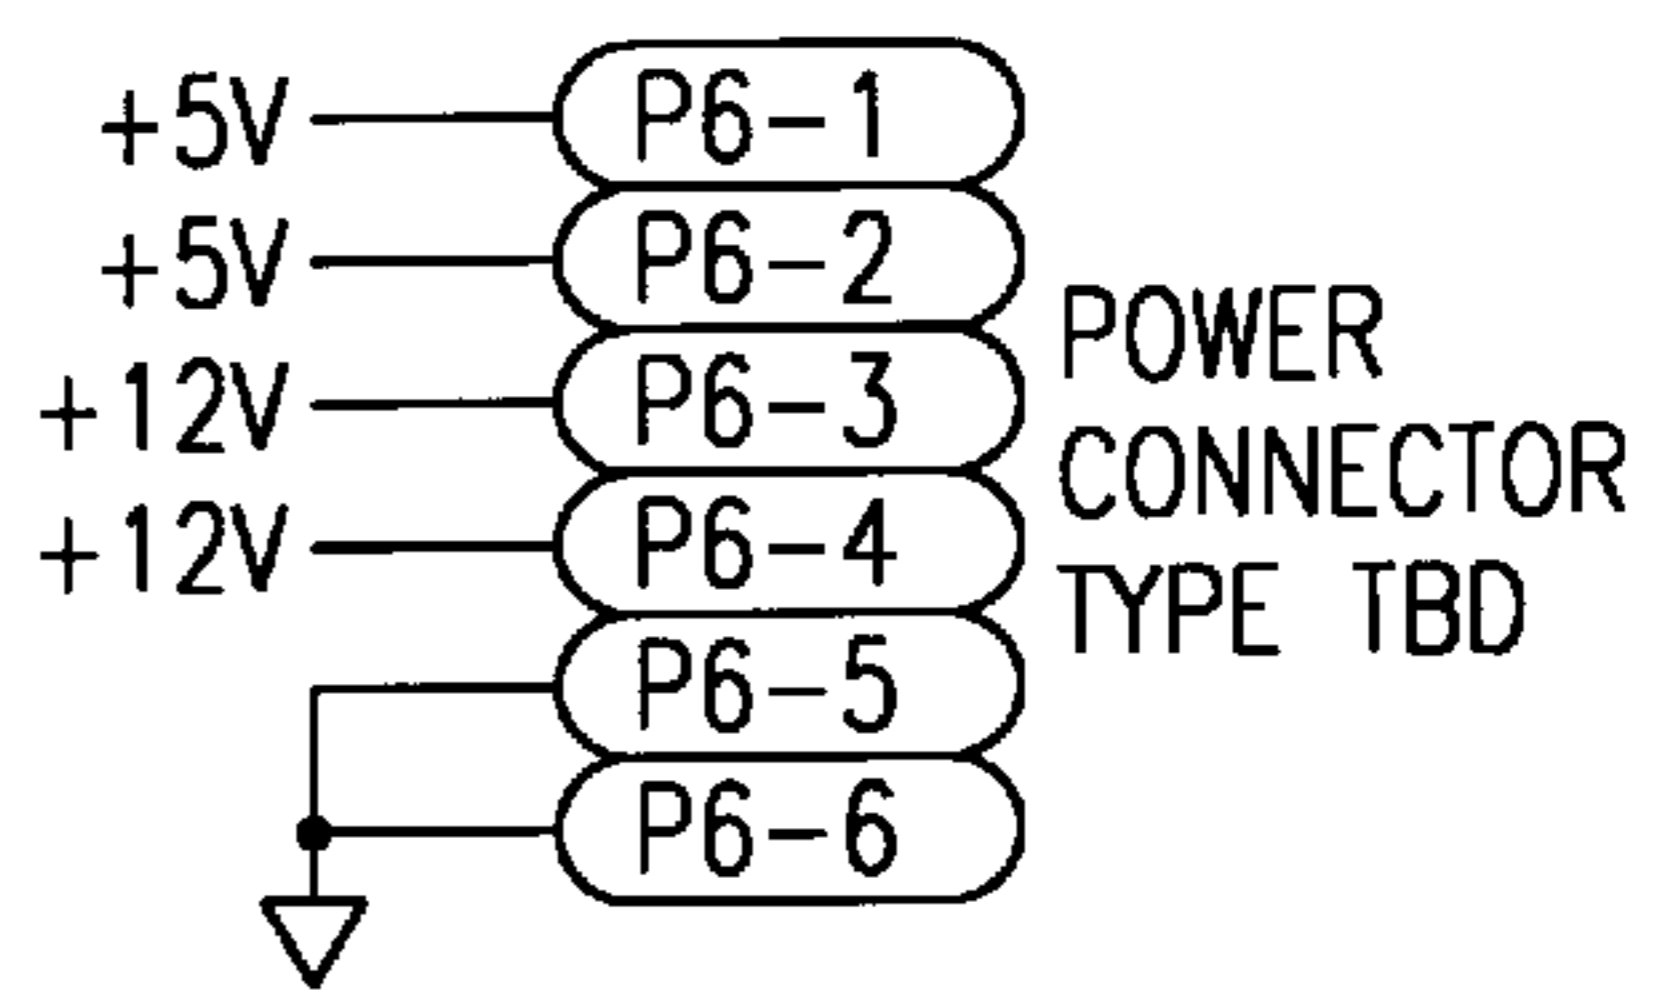 +5V P6-1
+5V P6-2
+12V P6-3
+12V P6-4
P6-5
P6-6
POWER
CONNECTOR
TYPE TBD